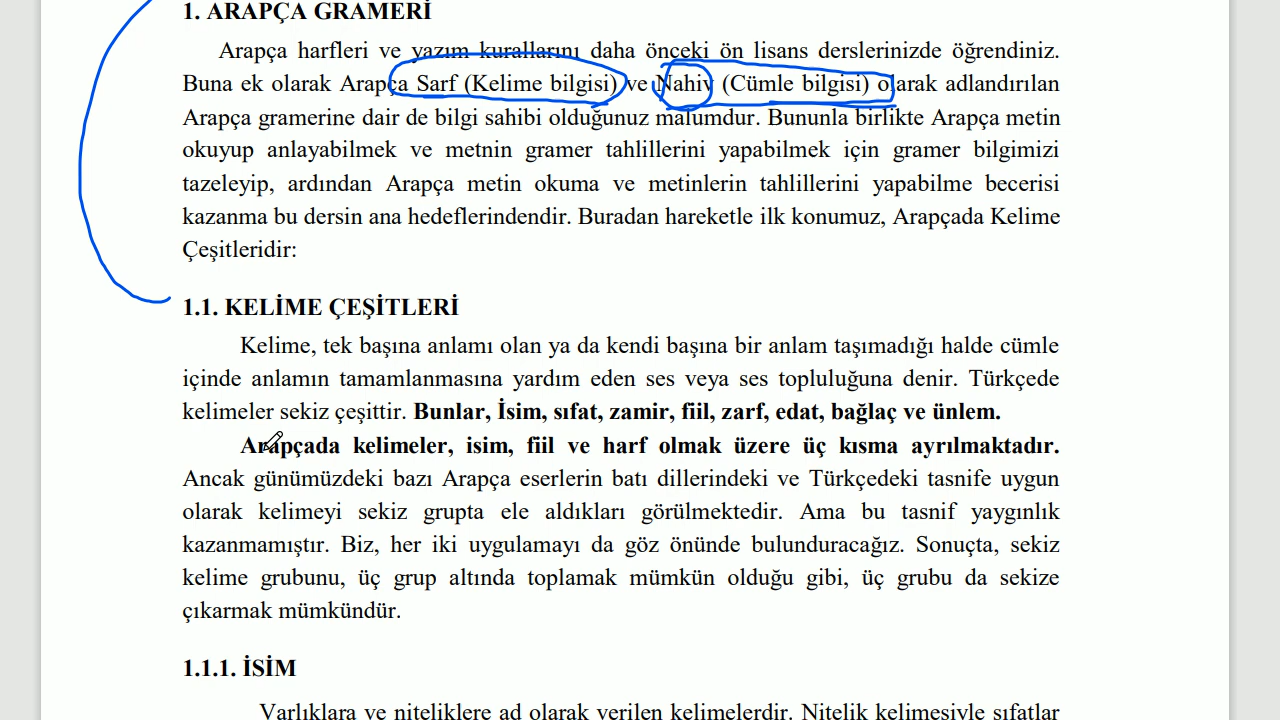 1. ARAPÇA GRAMERİ
Arapça harfleri ve yazım kurallarını daha önceki ön lisans derslerinizde öğrendiniz.
Buna ek olarak Arapça Sarf (Kelime bilgisi) ve Nahiv (Cümle bilgisi) olarak adlandırılan
Arapça gramerine dair de bilgi sahibi olduğunuz malumdur. Bununla birlikte Arapça metin
okuyup anlayabilmek ve metnin gramer tahlillerini yapabilmek için gramer bilgimizi
tazeleyip, ardından Arapça metin okuma ve metinlerin tahlillerini yapabilme becerisi
kazanma bu dersin ana hedeflerindendir. Buradan hareketle ilk konumuz, Arapçada Kelime
Çeşitleridir:
1.1. KELİME ÇEŞİTLERİ
Kelime, tek başına anlamı olan ya da kendi başına bir anlam taşımadığı halde cümle
içinde anlamın tamamlanmasına yardım eden ses veya ses topluluğuna denir. Türkçede
kelimeler sekiz çeşittir. Bunlar, İsim, sıfat, zamir, fiil, zarf, edat, bağlaç ve ünlem.
Arapçada kelimeler, isim, fiil ve harf olmak üzere üç kısma ayrılmaktadır.
Ancak günümüzdeki bazı Arapça eserlerin batı dillerindeki ve Türkçedeki tasnife uygun
olarak kelimeyi sekiz grupta ele aldıkları görülmektedir. Ama bu tasnif yaygınlık
kazanmamıştır. Biz, her iki uygulamayı da göz önünde bulunduracağız. Sonuçta, sekiz
kelime grubunu, üç grup altında toplamak mümkün olduğu gibi, üç grubu da sekize
çıkarmak mümkündür.
1.1.1. İSİM
Varlıklara ve niteliklere ad olarak verilen kelimelerdir. Nitelik kelimesiyle sıfatlar